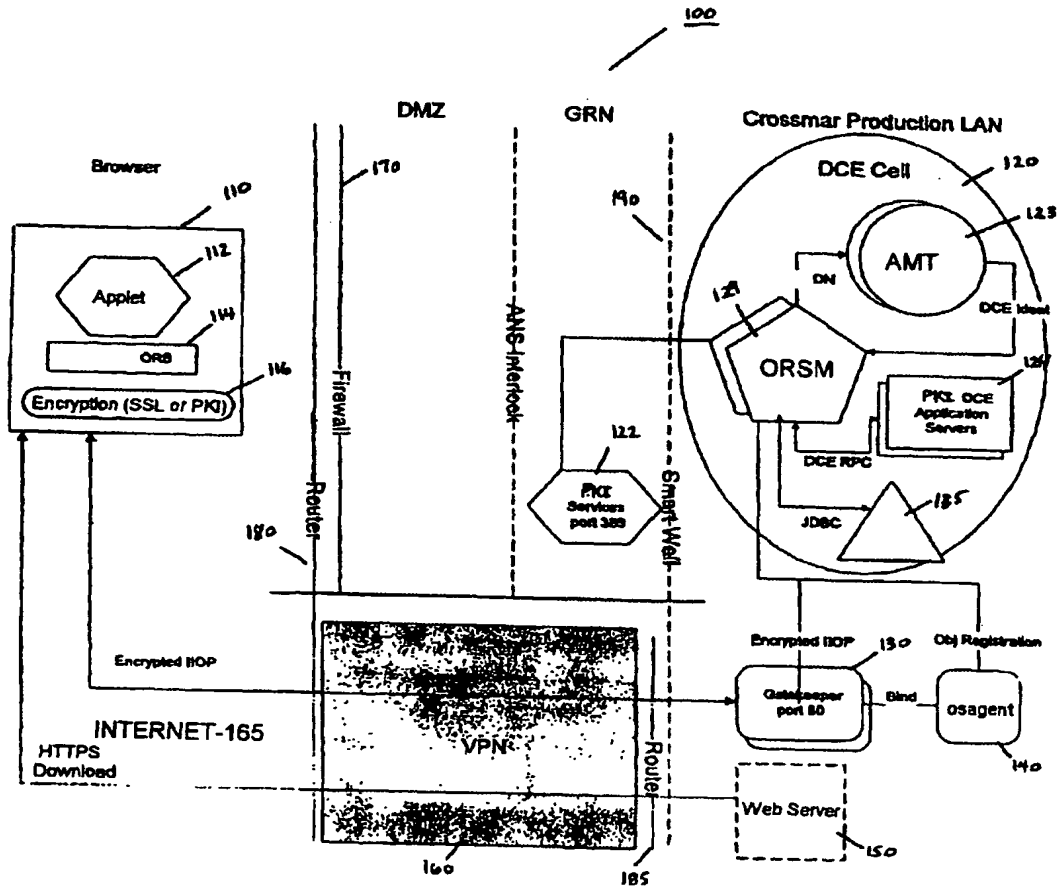 100
DMZ
GRN
Crossmar Production LAN
Browser
170
DCE Cell
120
110
190
123
112
Applet
AMT
DN
129
114
ORB
ANS Interlock
DCE Ident
116
Firewall
ORSM
Encryption (SSL or PKI)
PKI DCE
Application
Servers
122
DCE RPC
Router
PKI
Services
port 389
Smart Wall
135
JDBC
180
Encrypted IIOP
130
Obj Registration
Encrypted IIOP
Gatekeeper
port 80
Bind
osagent
INTERNET-165
VPN
HTTPS
Download
Router
140
Web Server
150
160
185